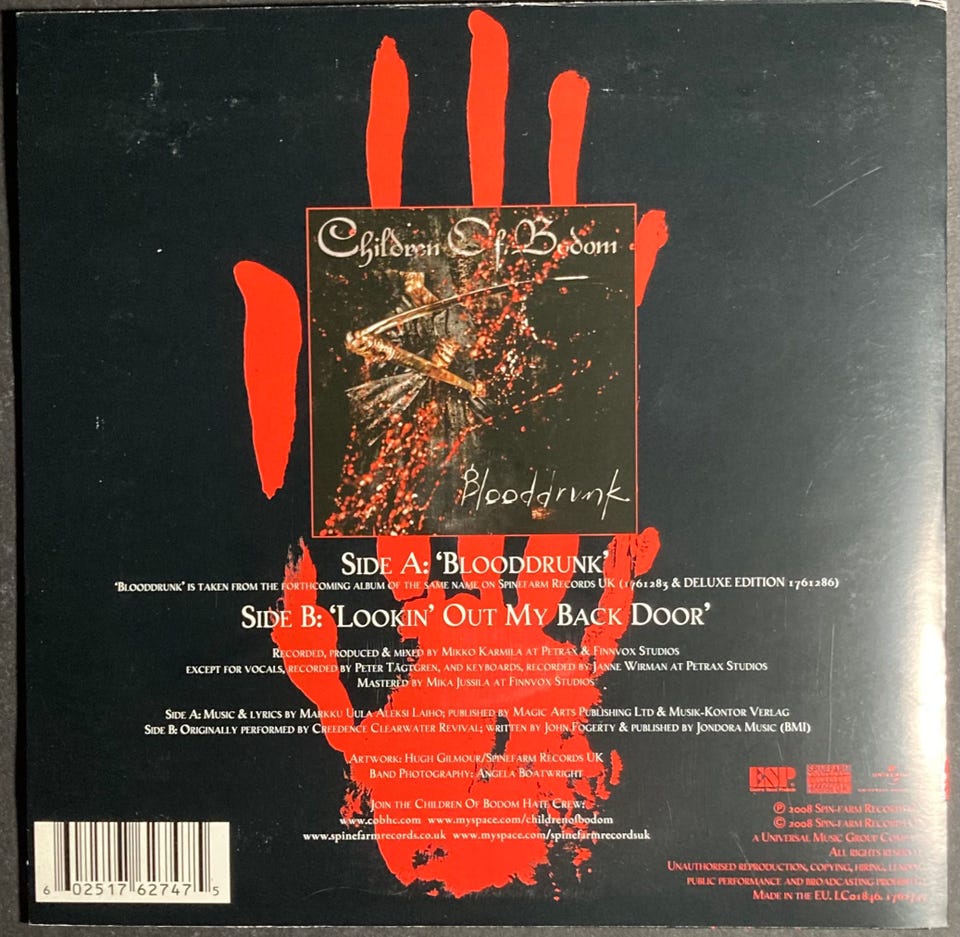 Children Of Bodom
Blooddrunk
SIDE A: ‘BLOODDRUNK’
‘BLOODDRUNK’ IS TAKEN FROM THE FORTHCOMING ALBUM OF THE SAME NAME ON SPINEFARM RECORDS UK (1761283 & DELUXE EDITION 1761286)
SIDE B: ‘LOOKIN’ OUT MY BACK DOOR’
RECORDED, PRODUCED & MIXED BY MIKKO KARMILA AT PETRAX & FINNVOX STUDIOS
EXCEPT FOR VOCALS, RECORDED BY PETER TÄGTGREN, AND KEYBOARDS, RECORDED BY JANNE WIRMAN AT PETRAX STUDIOS
MASTERED BY MIKA JUSSILA AT FINNVOX STUDIOS
SIDE A: MUSIC & LYRICS BY MARKKU UULA ALEKSI LAIHO; PUBLISHED BY MAGIC ARTS PUBLISHING LTD & MUSIK-KONTOR VERLAG
SIDE B: ORIGINALLY PERFORMED BY CREEDENCE CLEARWATER REVIVAL; WRITTEN BY JOHN FOGERTY & PUBLISHED BY JONDORA MUSIC (BMI)
ARTWORK: HUGH GILMOUR/SPINEFARM RECORDS UK
BAND PHOTOGRAPHY: ANGELA BOATWRIGHT
JOIN THE CHILDREN OF BODOM HATE CREW:
www.cobhc.com www.myspace.com/childrenofbodom
www.spinefarmrecords.co.uk www.myspace.com/spinefarmrecordsuk
ESP
SPINEFARM
℗ 2008 SPIN-FARM
© 2008 SPIN-FARM
A UNIVERSAL MUSIC GROUP
ALL RIGHTS
UNAUTHORISED REPRODUCTION, COPYING, HIRING,
PUBLIC PERFORMANCE AND BROADCASTING
MADE IN THE EU. LC01846.
6 02517 62747 5